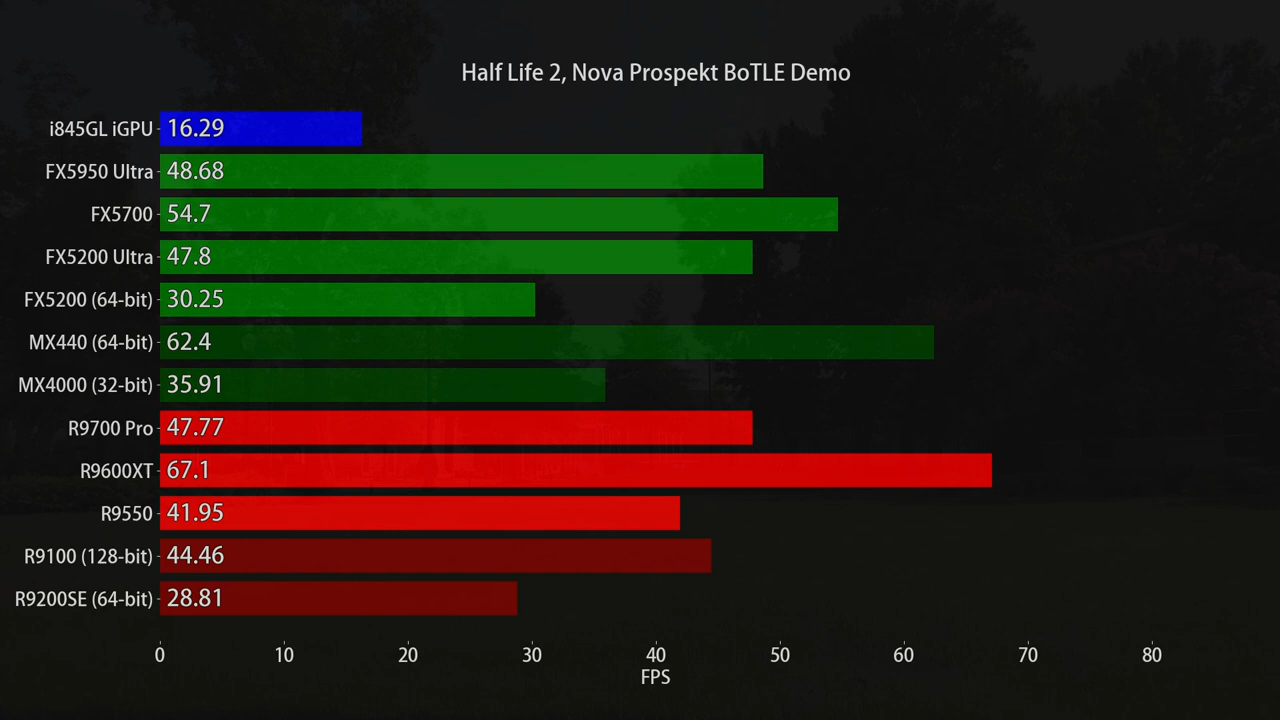 Half Life 2, Nova Prospekt BoTLE Demo
i845GL iGPU 16.29
FX5950 Ultra 48.68
FX5700 54.7
FX5200 Ultra 47.8
FX5200 (64-bit) 30.25
MX440 (64-bit) 62.4
MX4000 (32-bit) 35.91
R9700 Pro 47.77
R9600XT 67.1
R9550 41.95
R9100 (128-bit) 44.46
R9200SE (64-bit) 28.81
0 10 20 30 40 50 60 70 80
FPS